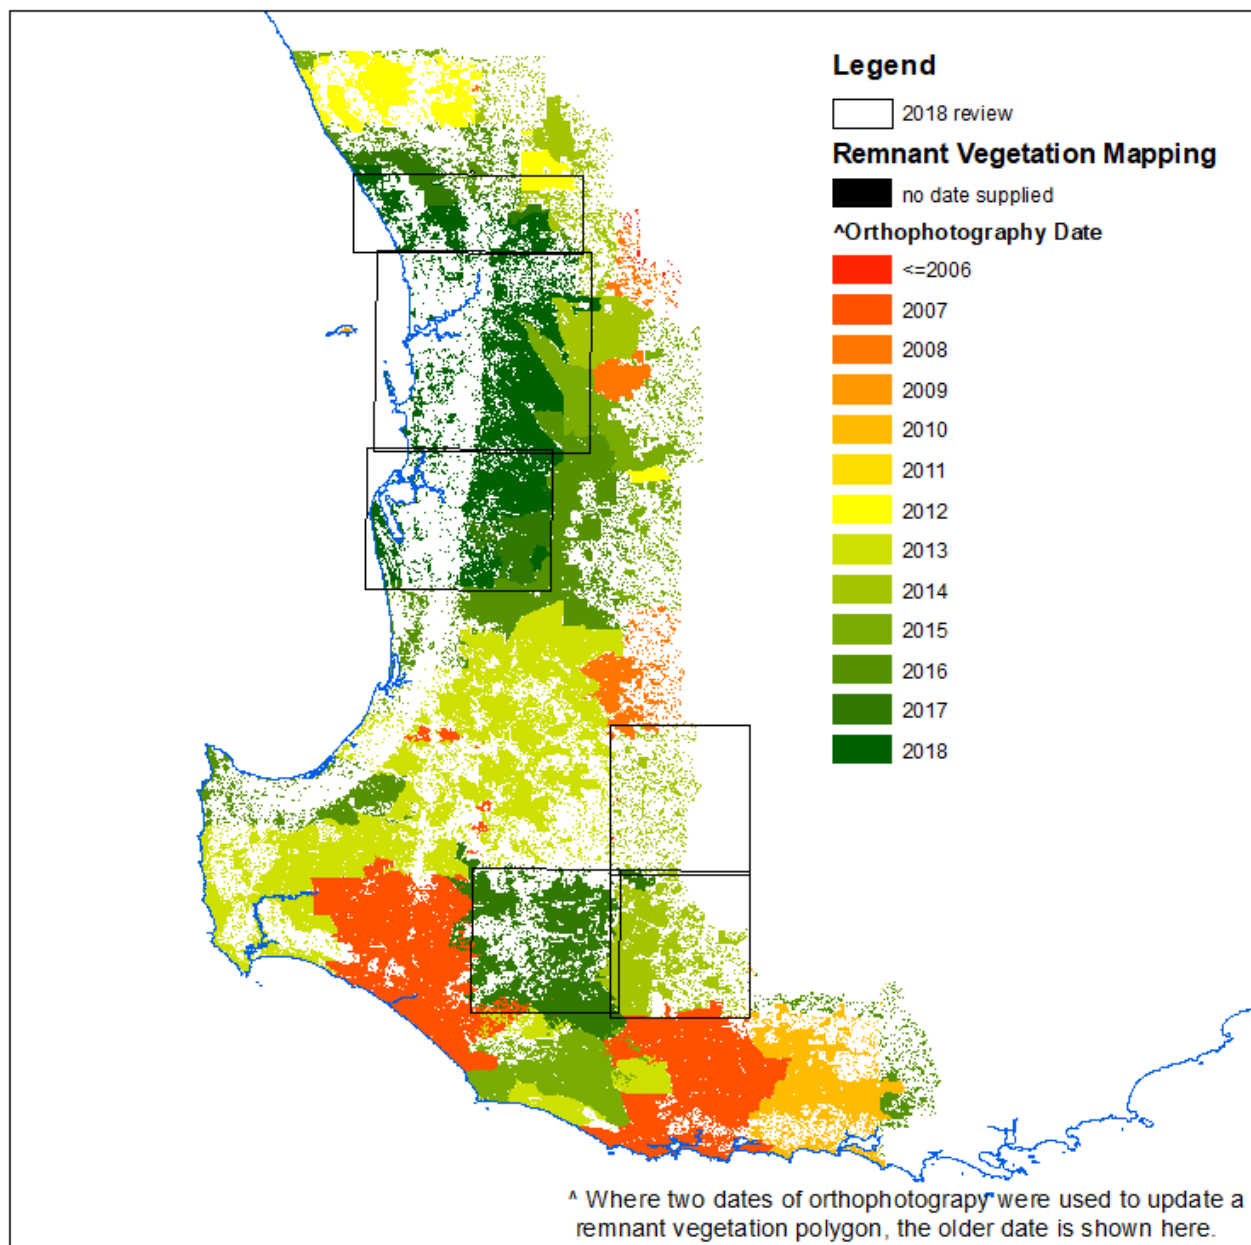 Legend
2018 review
Remnant Vegetation Mapping
no date supplied
^Orthophotography Date
<=2006
2007
2008
2009
2010
2011
2012
2013
2014
2015
2016
2017
2018
^ Where two dates of orthophotograpy were used to update a
remnant vegetation polygon, the older date is shown here.